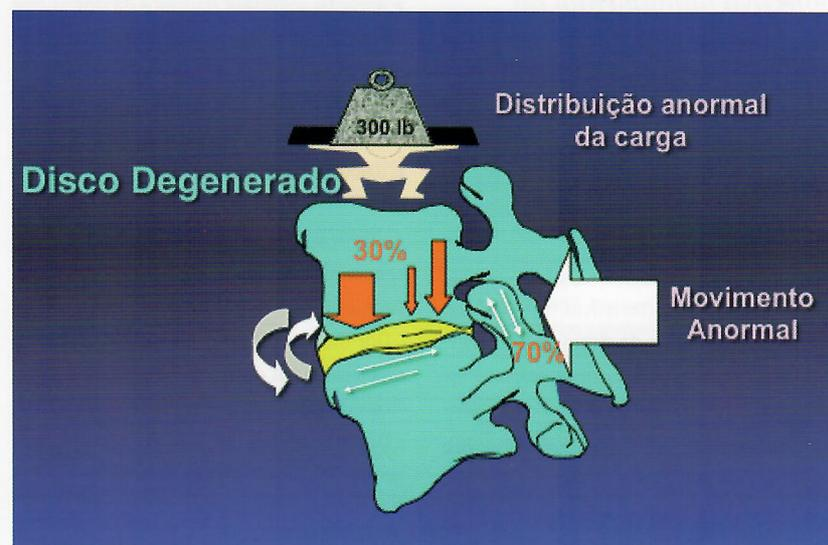 300 lb
Distribuição anormal
da carga
Disco Degenerado
30%
Movimento
Anormal
70%